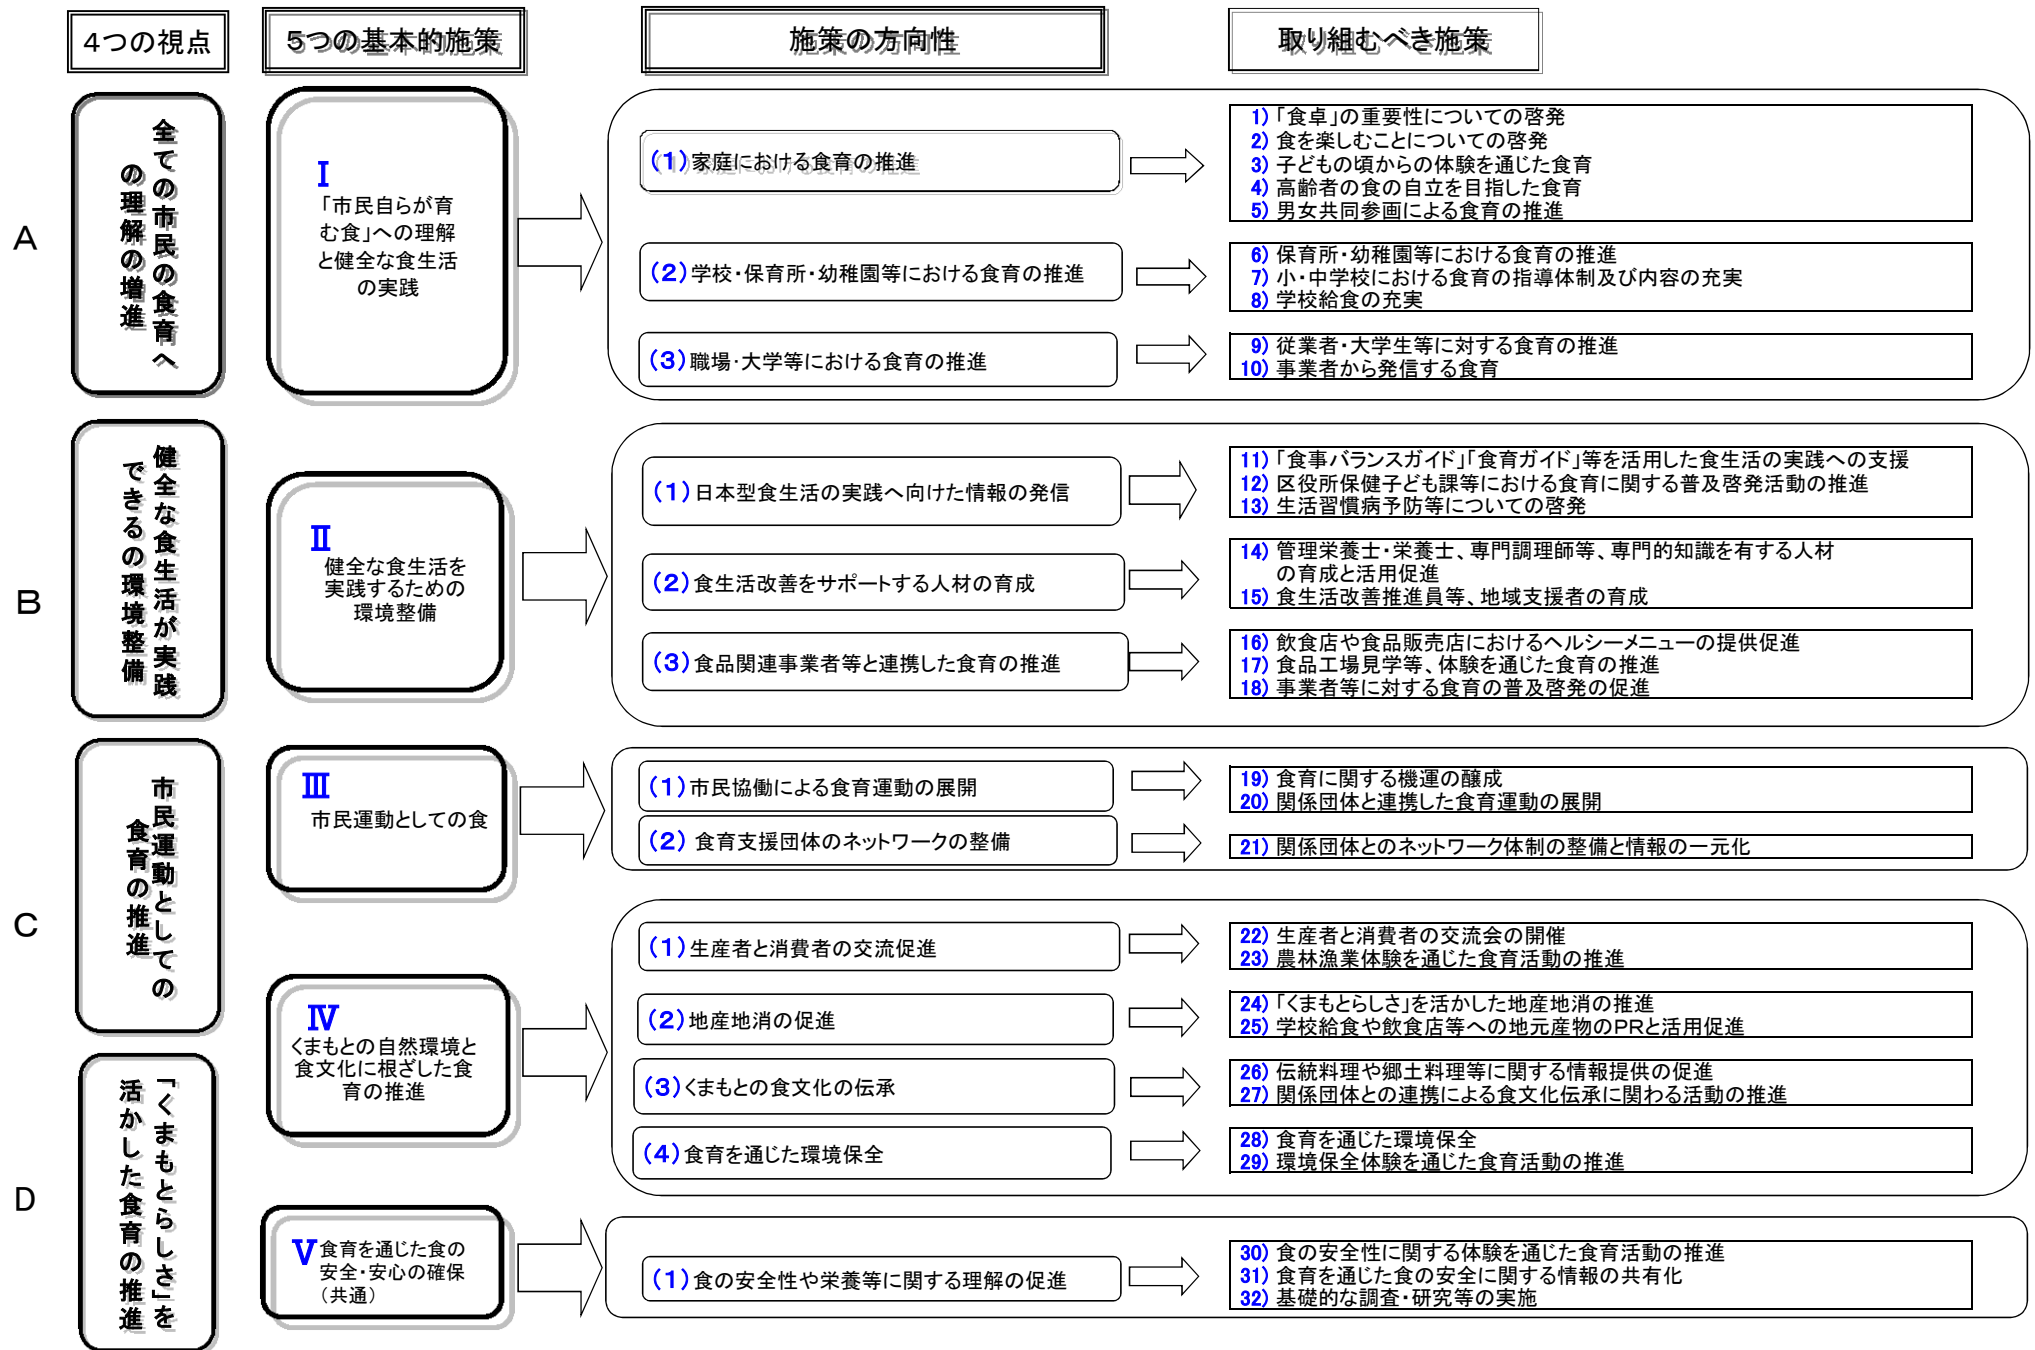 4つの視点
5つの基本的施策
施策の方向性
取り組むべき施策
A
全ての市民の食育へ
の理解の増進
Ⅰ
「市民自らが育
む食」への理解
と健全な食生活
の実践
(1)家庭における食育の推進
1)「食卓」の重要性についての啓発
2) 食を楽しむことについての啓発
3) 子どもの頃からの体験を通じた食育
4) 高齢者の食の自立を目指した食育
5) 男女共同参画による食育の推進
(2)学校・保育所・幼稚園等における食育の推進
6) 保育所・幼稚園等における食育の推進
7) 小・中学校における食育の指導体制及び内容の充実
8) 学校給食の充実
(3)職場・大学等における食育の推進
9) 従業者・大学生等に対する食育の推進
10) 事業者から発信する食育
B
健全な食生活が実践
できるの環境整備
Ⅱ
健全な食生活を
実践するための
環境整備
(1)日本型食生活の実践へ向けた情報の発信
11)「食事バランスガイド」「食育ガイド」等を活用した食生活の実践への支援
12) 区役所保健子ども課等における食育に関する普及啓発活動の推進
13) 生活習慣病予防等についての啓発
(2)食生活改善をサポートする人材の育成
14) 管理栄養士・栄養士、専門調理師等、専門的知識を有する人材
の育成と活用促進
15) 食生活改善推進員等、地域支援者の育成
(3)食品関連事業者等と連携した食育の推進
16) 飲食店や食品販売店におけるヘルシーメニューの提供促進
17) 食品工場見学等、体験を通じた食育の推進
18) 事業者等に対する食育の普及啓発の促進
C
市民運動としての
食育の推進
Ⅲ
市民運動としての食
(1)市民協働による食育運動の展開
19) 食育に関する機運の醸成
20) 関係団体と連携した食育運動の展開
(2) 食育支援団体のネットワークの整備
21) 関係団体とのネットワーク体制の整備と情報の一元化
Ⅳ
くまもとの自然環境と
食文化に根ざした食
育の推進
(1)生産者と消費者の交流促進
22) 生産者と消費者の交流会の開催
23) 農林漁業体験を通じた食育活動の推進
(2)地産地消の促進
24)「くまもとらしさ」を活かした地産地消の推進
25) 学校給食や飲食店等への地元産物のPRと活用促進
(3)くまもとの食文化の伝承
26) 伝統料理や郷土料理等に関する情報提供の促進
27) 関係団体との連携による食文化伝承に関わる活動の推進
(4)食育を通じた環境保全
28) 食育を通じた環境保全
29) 環境保全体験を通じた食育活動の推進
D
「くまもとらしさ」を
活かした食育の推進
Ⅴ 食育を通じた食の
安全・安心の確保
(共通)
(1)食の安全性や栄養等に関する理解の促進
30) 食の安全性に関する体験を通じた食育活動の推進
31) 食育を通じた食の安全に関する情報の共有化
32) 基礎的な調査・研究等の実施